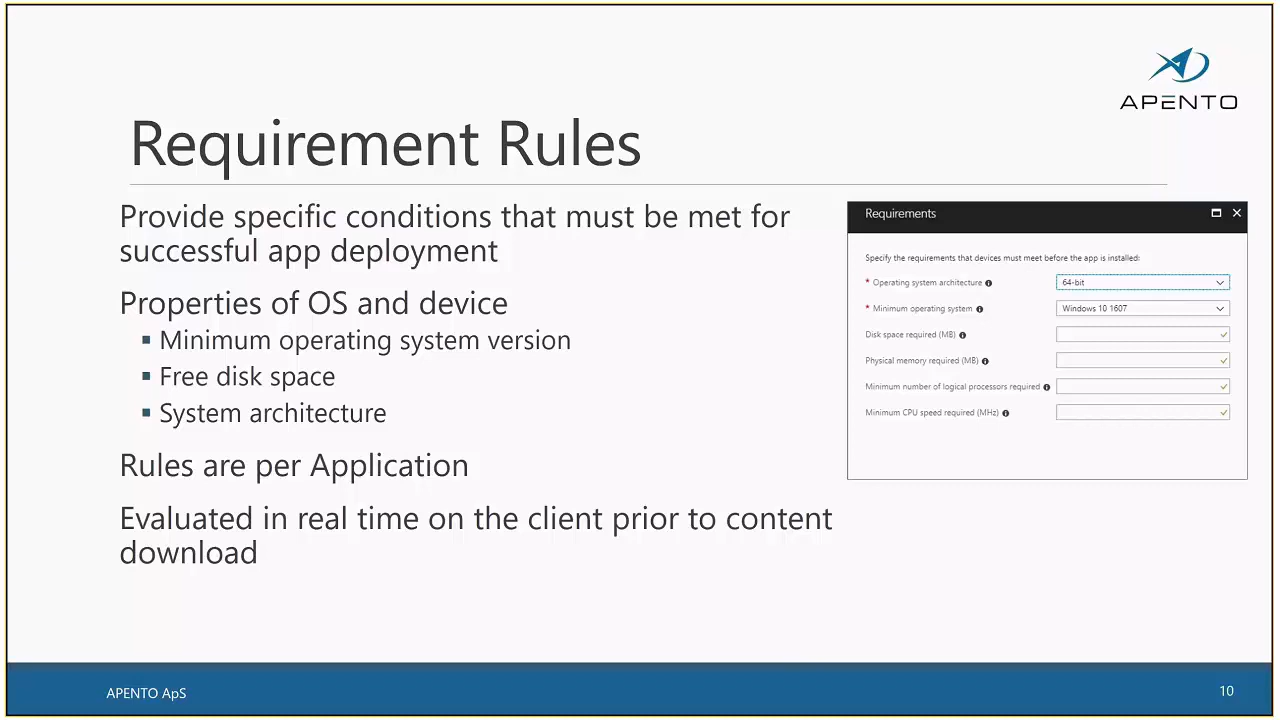 APENTO
Requirement Rules
Provide specific conditions that must be met for
successful app deployment
Properties of OS and device
▪ Minimum operating system version
▪ Free disk space
▪ System architecture
Rules are per Application
Evaluated in real time on the client prior to content
download
Requirements
Specify the requirements that devices must meet before the app is installed:
* Operating system architecture
64-bit
* Minimum operating system
Windows 10 1607
Disk space required (MB)
Physical memory required (MB)
Minimum number of logical processors required
Minimum CPU speed required (MHz)
APENTO ApS
10